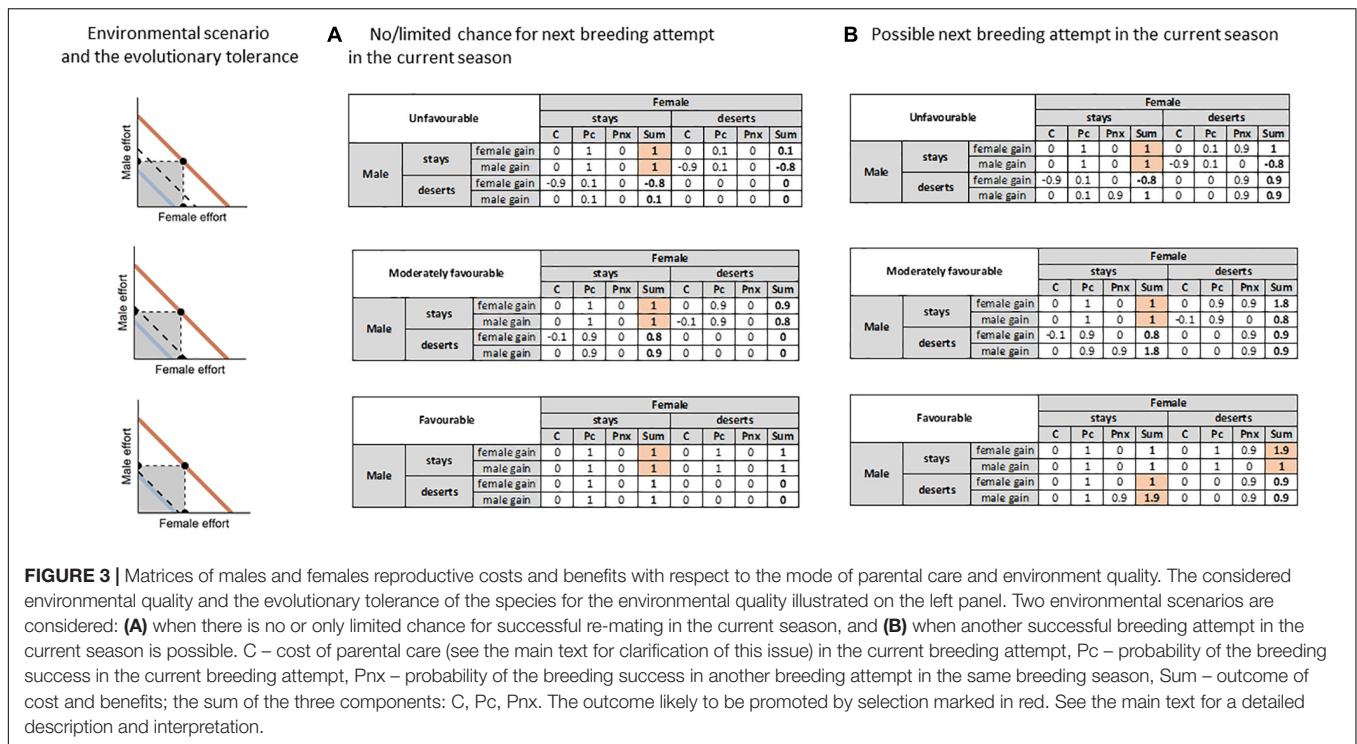 Environmental scenario
and the evolutionary tolerance
Male effort
Female effort
Male effort
Female effort
Male effort
Female effort
A No/limited chance for next breeding attempt
in the current season
Unfavourable Female
stays deserts
C Pc Pnx Sum C Pc Pnx Sum
Male stays female gain 0 1 0 1 0 0.1 0 0.1
male gain 0 1 0 1 -0.9 0.1 0 -0.8
deserts female gain -0.9 0.1 0 -0.8 0 0 0 0
male gain 0 0.1 0 0.1 0 0 0 0
Moderately favourable Female
stays deserts
C Pc Pnx Sum C Pc Pnx Sum
Male stays female gain 0 1 0 1 0 0.9 0 0.9
male gain 0 1 0 1 -0.1 0.9 0 0.8
deserts female gain -0.1 0.9 0 0.8 0 0 0 0
male gain 0 0.9 0 0.9 0 0 0 0
Favourable Female
stays deserts
C Pc Pnx Sum C Pc Pnx Sum
Male stays female gain 0 1 0 1 0 1 0 1
male gain 0 1 0 1 0 1 0 1
deserts female gain 0 1 0 1 0 0 0 0
male gain 0 1 0 1 0 0 0 0
B Possible next breeding attempt in the current season
Unfavourable Female
stays deserts
C Pc Pnx Sum C Pc Pnx Sum
Male stays female gain 0 1 0 1 0 0.1 0.9 1
male gain 0 1 0 1 -0.9 0.1 0 -0.8
deserts female gain -0.9 0.1 0 -0.8 0 0 0.9 0.9
male gain 0 0.1 0.9 1 0 0 0.9 0.9
Moderately favourable Female
stays deserts
C Pc Pnx Sum C Pc Pnx Sum
Male stays female gain 0 1 0 1 0 0.9 0.9 1.8
male gain 0 1 0 1 -0.1 0.9 0 0.8
deserts female gain -0.1 0.9 0 0.8 0 0 0.9 0.9
male gain 0 0.9 0.9 1.8 0 0 0.9 0.9
Favourable Female
stays deserts
C Pc Pnx Sum C Pc Pnx Sum
Male stays female gain 0 1 0 1 0 1 0.9 1.9
male gain 0 1 0 1 0 1 0 1
deserts female gain 0 1 0 1 0 0 0.9 0.9
male gain 0 1 0.9 1.9 0 0 0.9 0.9
FIGURE 3 | Matrices of males and females reproductive costs and benefits with respect to the mode of parental care and environment quality. The considered
environmental quality and the evolutionary tolerance of the species for the environmental quality illustrated on the left panel. Two environmental scenarios are
considered: (A) when there is no or only limited chance for successful re-mating in the current season, and (B) when another successful breeding attempt in the
current season is possible. C – cost of parental care (see the main text for clarification of this issue) in the current breeding attempt, Pc – probability of the breeding
success in the current breeding attempt, Pnx – probability of the breeding success in another breeding attempt in the same breeding season, Sum – outcome of
cost and benefits; the sum of the three components: C, Pc, Pnx. The outcome likely to be promoted by selection marked in red. See the main text for a detailed
description and interpretation.